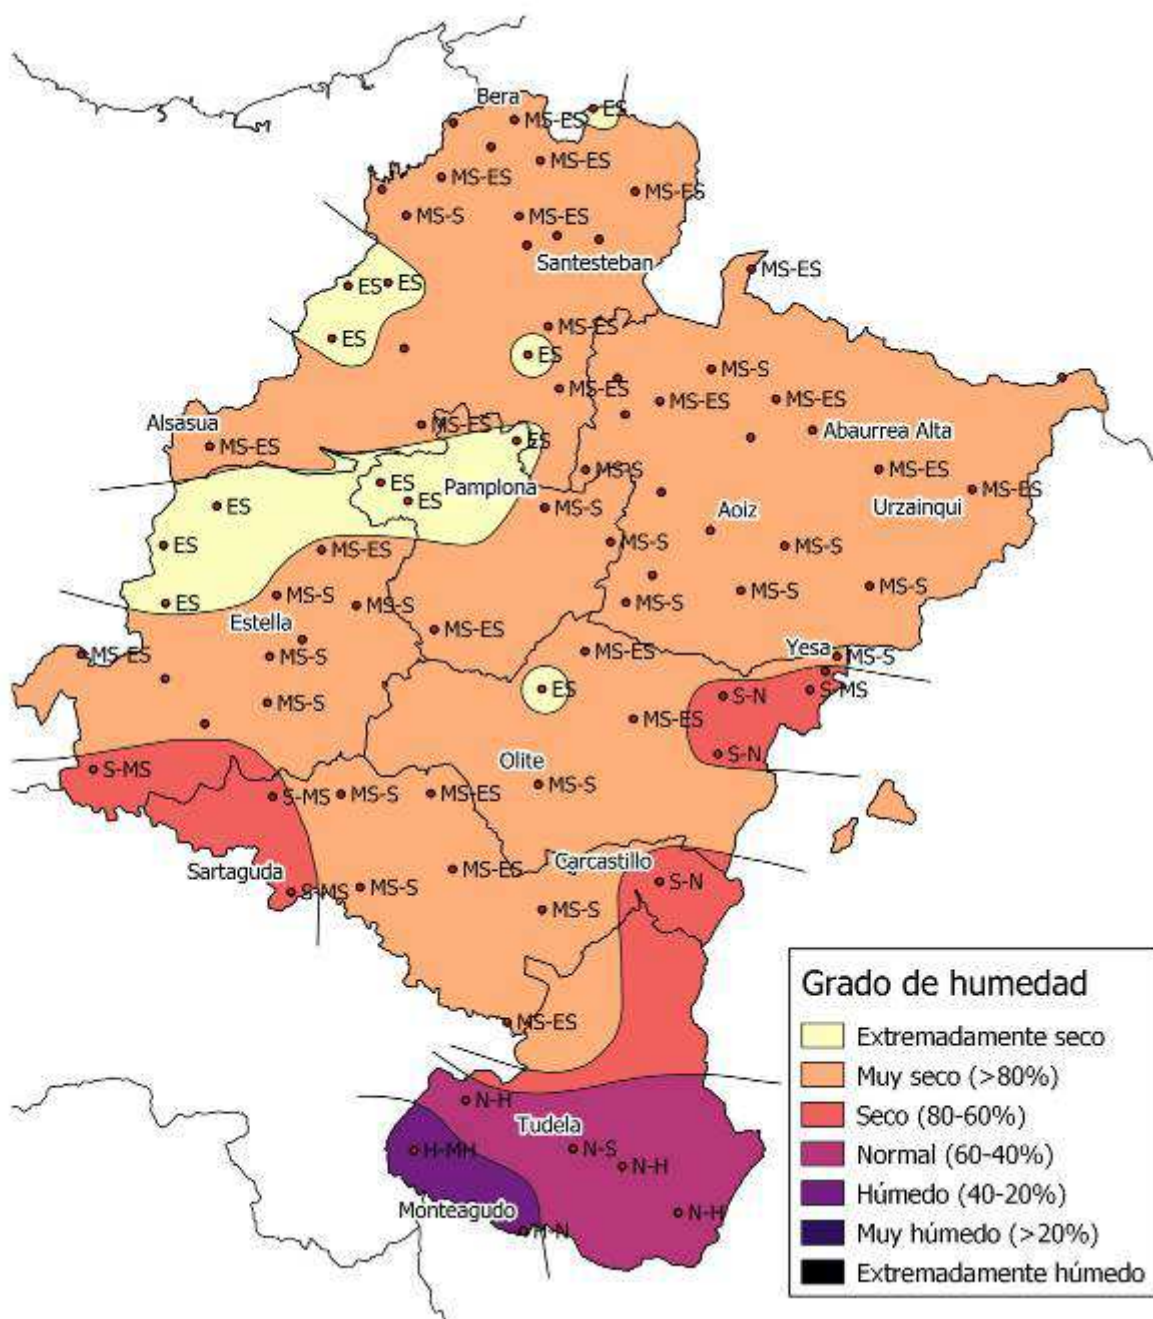 Bera
ES
MS-ES
MS-ES
MS-ES
MS-ES
MS-S
MS-ES
Santesteban
MS-ES
ES
ES
MS-ES
ES
ES
MS-S
MS-ES
MS-ES
MS-ES
Alsasua
MS-ES
ES
Abaurrea Alta
MS-ES
MS-S
MS-ES
ES
Pamplona
MS-ES
ES
ES
MS-S
Aoiz
Urzainqui
ES
MS-ES
MS-S
MS-S
ES
MS-S
MS-S
MS-S
MS-S
MS-S
Estella
MS-ES
MS-ES
MS-S
MS-ES
Yesa
MS-S
ES
S-N
S-MS
MS-S
MS-ES
S-N
Olite
S-MS
S-MS
MS-S
MS-ES
MS-S
Sartaguda
MS-ES
Carcastillo
S-MS
MS-S
S-N
MS-S
MS-ES
N-H
Tudela
H-MH
N-S
N-H
Monteagudo
H-N
N-H
Grado de humedad
Extremadamente seco
Muy seco (>80%)
Seco (80-60%)
Normal (60-40%)
Húmedo (40-20%)
Muy húmedo (>20%)
Extremadamente húmedo